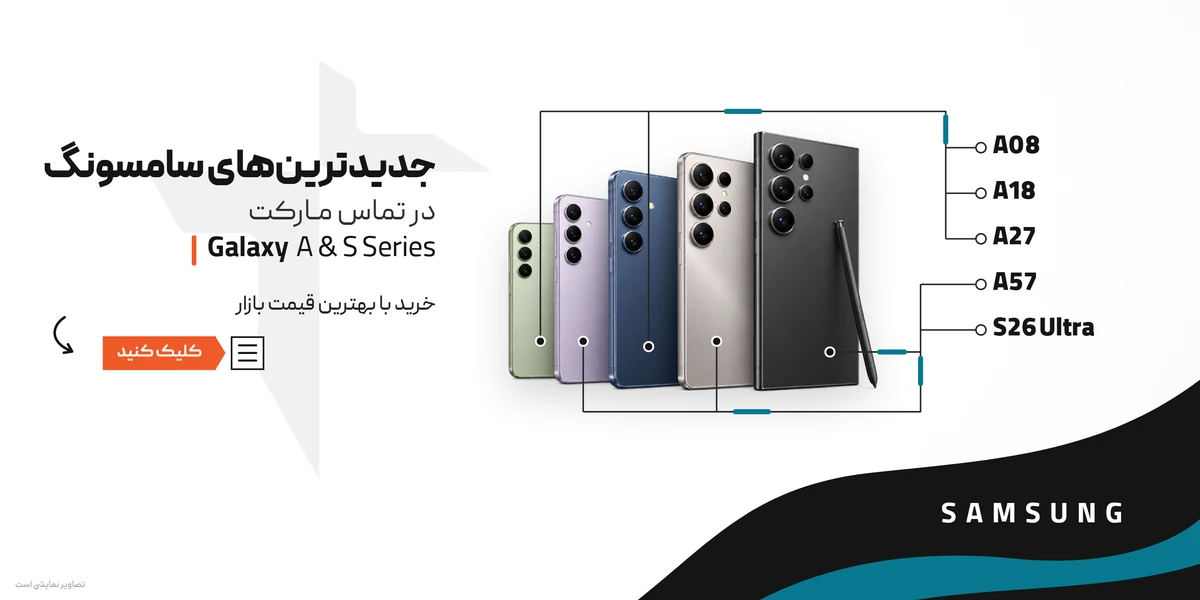 جدیدترین‌های سامسونگ
در تماس مارکت
Galaxy A & S Series
خرید با بهترین قیمت بازار
کلیک کنید
A08
A18
A27
A57
S26 Ultra
SAMSUNG
تصاویر نمایشی است